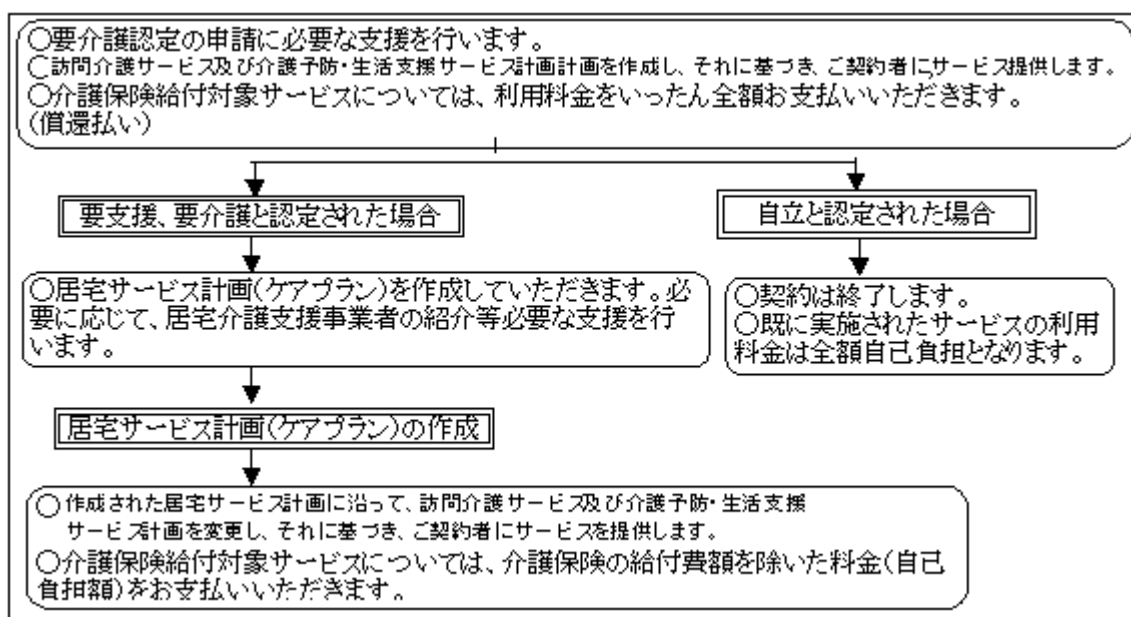 ○要介護認定の申請に必要な支援を行います。
○訪問介護サービス及び介護予防・生活支援サービス計画計画を作成し、それに基づき、ご契約者に、サービス提供します。
○介護保険給付対象サービスについては、利用料金をいったん全額お支払いいただきます。
(償還払い)
要支援、要介護と認定された場合
自立と認定された場合
○居宅サービス計画(ケアプラン)を作成していただきます。必
要に応じて、居宅介護支援事業者の紹介等必要な支援を行
います。
○契約は終了します。
○既に実施されたサービスの利用
料金は全額自己負担となります。
居宅サービス計画(ケアプラン)の作成
○作成された居宅サービス計画に沿って、訪問介護サービス及び介護予防・生活支援
サービス計画を変更し、それに基づき、ご契約者にサービスを提供します。
○介護保険給付対象サービスについては、介護保険の給付費額を除いた料金(自己
負担額)をお支払いいただきます。